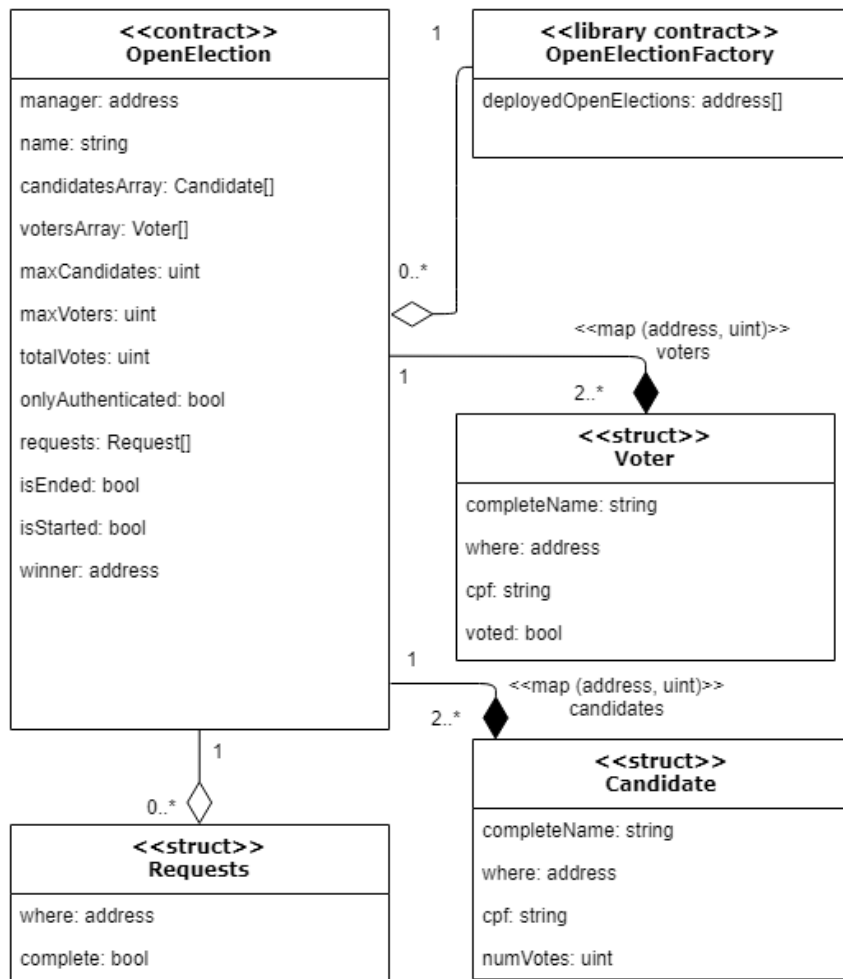 <<contract>>
OpenElection
manager: address
name: string
candidatesArray: Candidate[]
votersArray: Voter[]
maxCandidates: uint
maxVoters: uint
totalVotes: uint
onlyAuthenticated: bool
requests: Request[]
isEnded: bool
isStarted: bool
winner: address
1
<<library contract>>
OpenElectionFactory
deployedOpenElections: address[]
0..*
<<map (address, uint)>>
voters
1
2..*
<<struct>>
Voter
completeName: string
where: address
cpf: string
voted: bool
1
<<map (address, uint)>>
candidates
2..*
<<struct>>
Candidate
completeName: string
where: address
cpf: string
numVotes: uint
1
0..*
<<struct>>
Requests
where: address
complete: bool